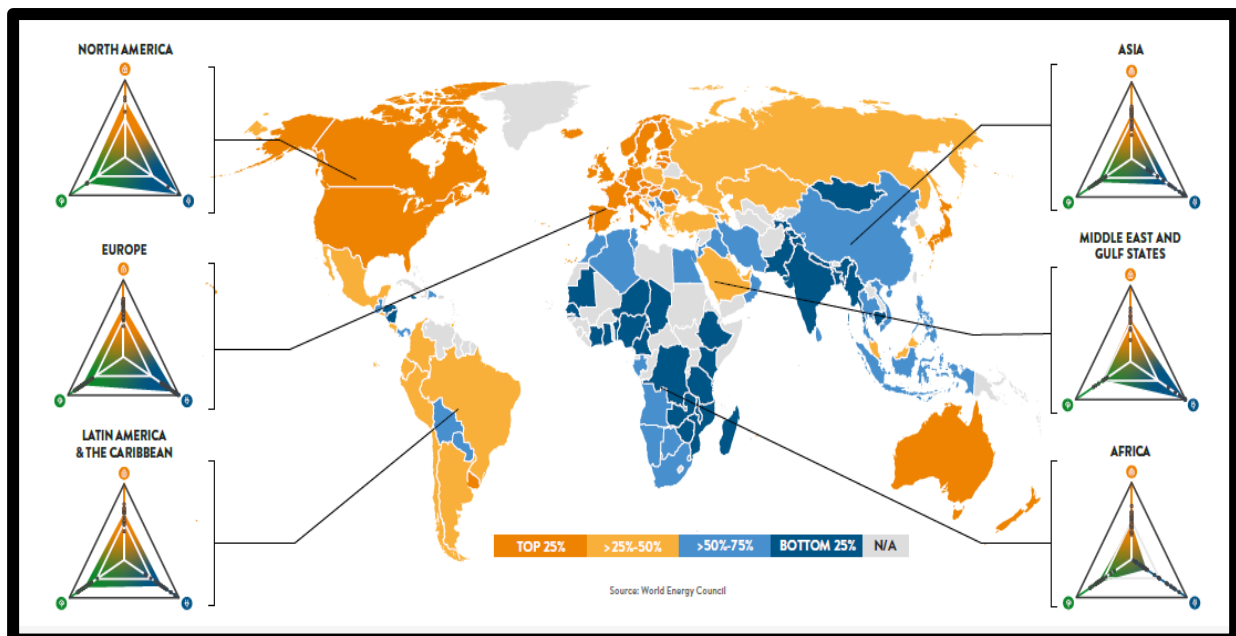 NORTH AMERICA
EUROPE
LATIN AMERICA
& THE CARIBBEAN
ASIA
MIDDLE EAST AND
GULF STATES
AFRICA
TOP 25%
>25%-50%
>50%-75%
BOTTOM 25%
N/A
Source: World Energy Council